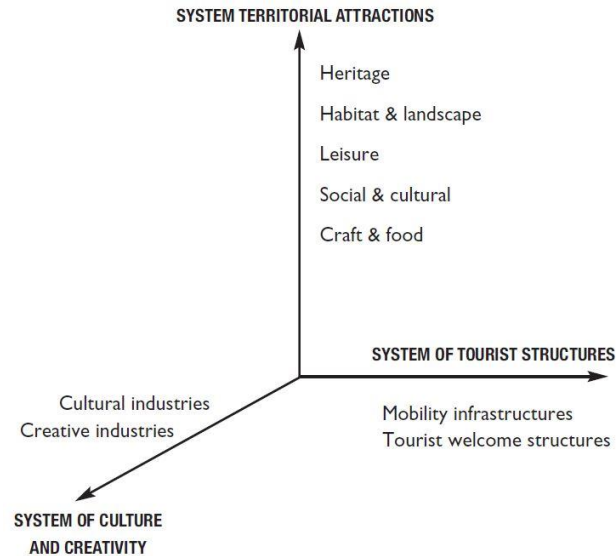 SYSTEM TERRITORIAL ATTRACTIONS
Heritage
Habitat & landscape
Leisure
Social & cultural
Craft & food
SYSTEM OF TOURIST STRUCTURES
Mobility infrastructures
Tourist welcome structures
Cultural industries
Creative industries
SYSTEM OF CULTURE
AND CREATIVITY